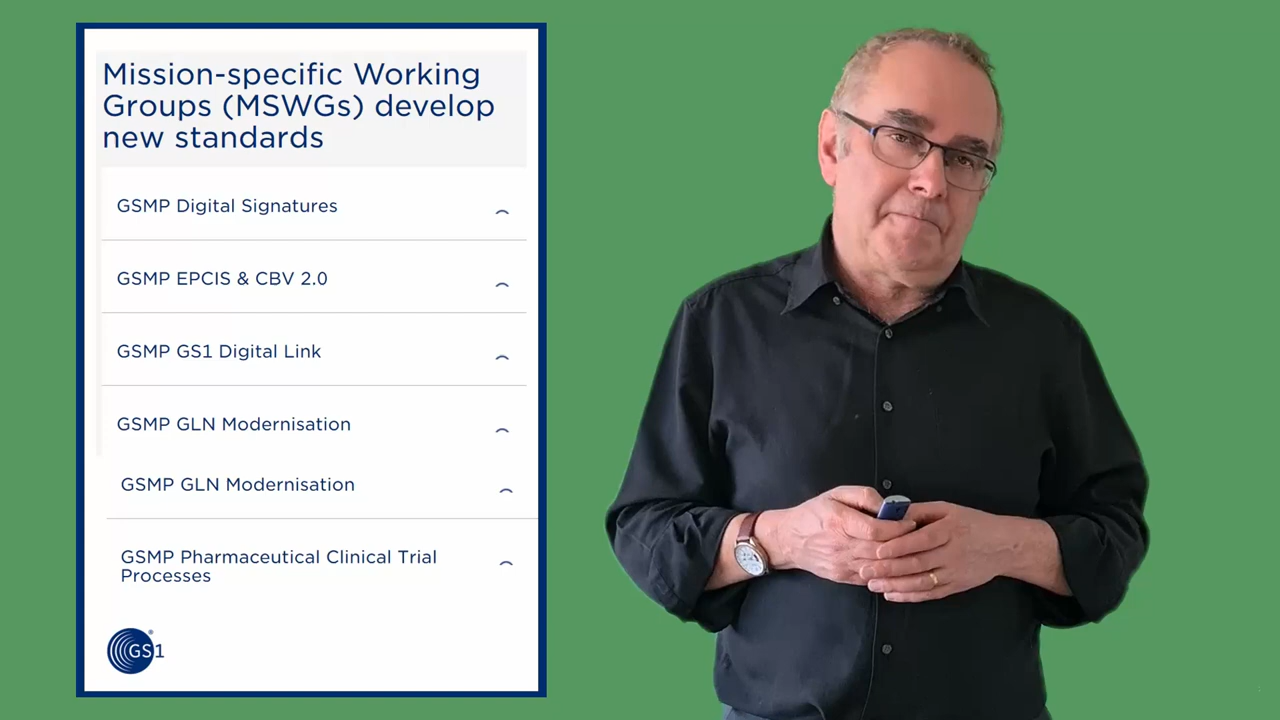 Mission-specific Working
Groups (MSWGs) develop
new standards
GSMP Digital Signatures
GSMP EPCIS & CBV 2.0
GSMP GS1 Digital Link
GSMP GLN Modernisation
GSMP GLN Modernisation
GSMP Pharmaceutical Clinical Trial
Processes
GS1